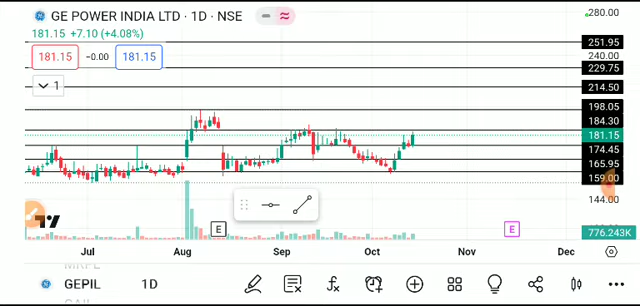 GE POWER INDIA LTD · 1D · NSE
181.15 +7.10 (+4.08%)
181.15 −0.00 181.15
1
280.00
251.95
240.00
229.75
214.50
198.05
184.30
181.15
174.45
165.95
159.00
144.00
776.243K
E E
Jul Aug Sep Oct Nov Dec
GEPIL 1D